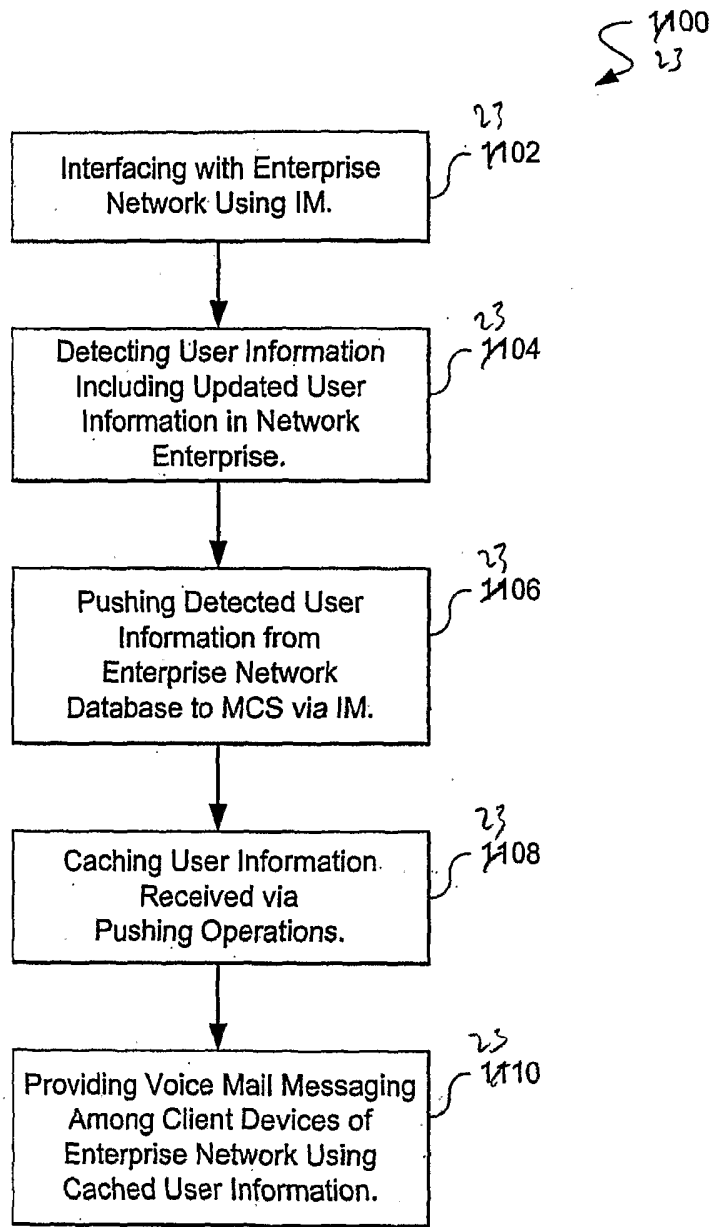 1100
23
23
1102
Interfacing with Enterprise
Network Using IM.
23
1104
Detecting User Information
Including Updated User
Information in Network
Enterprise.
23
1106
Pushing Detected User
Information from
Enterprise Network
Database to MCS via IM.
23
1108
Caching User Information
Received via
Pushing Operations.
23
1110
Providing Voice Mail Messaging
Among Client Devices of
Enterprise Network Using
Cached User Information.